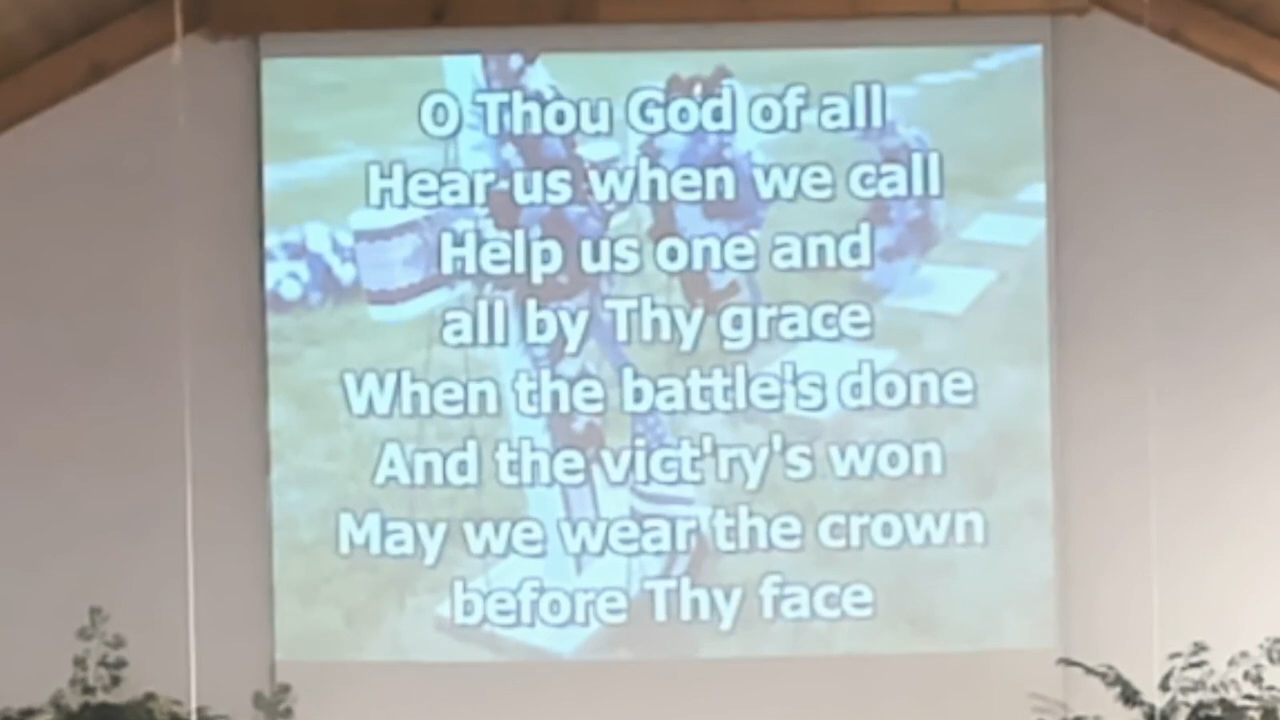 O Thou God of all
Hear us when we call
Help us one and
all by Thy grace
When the battle's done
And the vict'ry's won
May we wear the crown
before Thy face